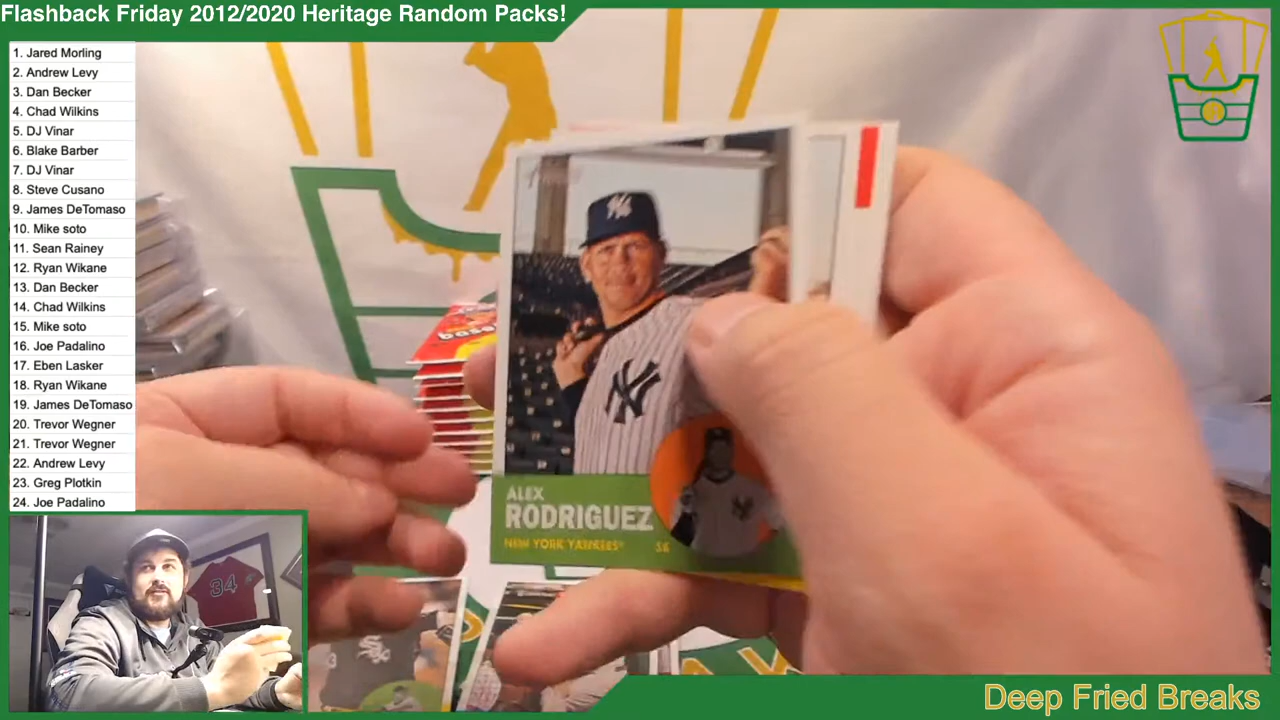 Flashback Friday 2012/2020 Heritage Random Packs!
1. Jared Morling
2. Andrew Levy
3. Dan Becker
4. Chad Wilkins
5. DJ Vinar
6. Blake Barber
7. DJ Vinar
8. Steve Cusano
9. James DeTomaso
10. Mike soto
11. Sean Rainey
12. Ryan Wikane
13. Dan Becker
14. Chad Wilkins
15. Mike soto
16. Joe Padalino
17. Eben Lasker
18. Ryan Wikane
19. James DeTomaso
20. Trevor Wegner
21. Trevor Wegner
22. Andrew Levy
23. Greg Plotkin
24. Joe Padalino
NY
NY
ALEX
RODRIGUEZ
NEW YORK YANKEES
34
Deep Fried Breaks